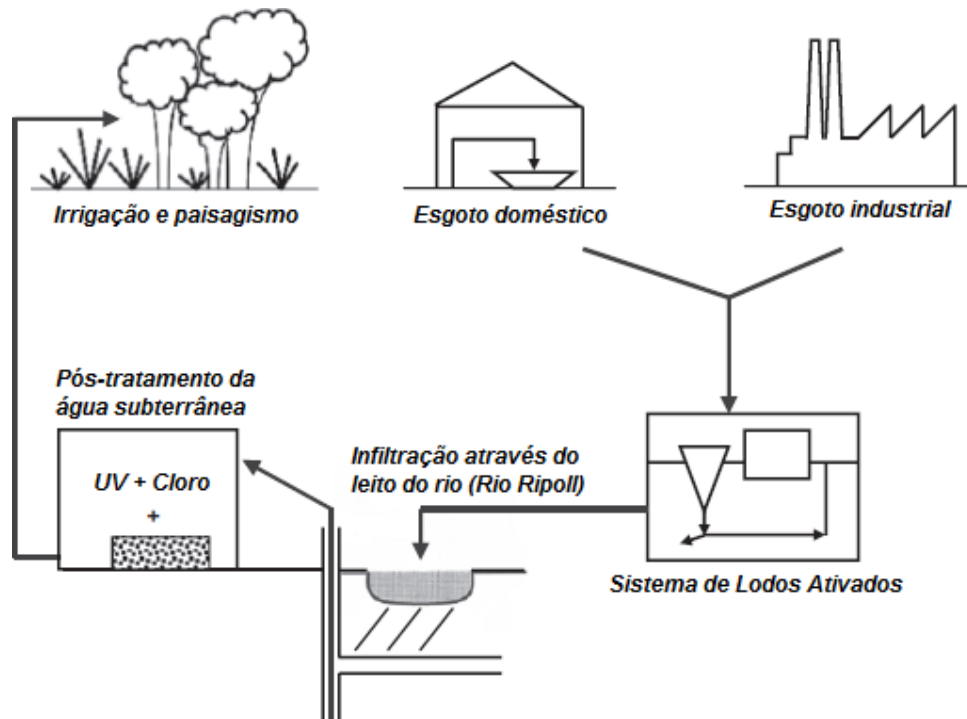 Irrigação e paisagismo
Esgoto doméstico
Esgoto industrial
Pós-tratamento da
água subterrânea
UV + Cloro
+
Infiltração através do
leito do rio (Rio Ripoll)
Sistema de Lodos Ativados